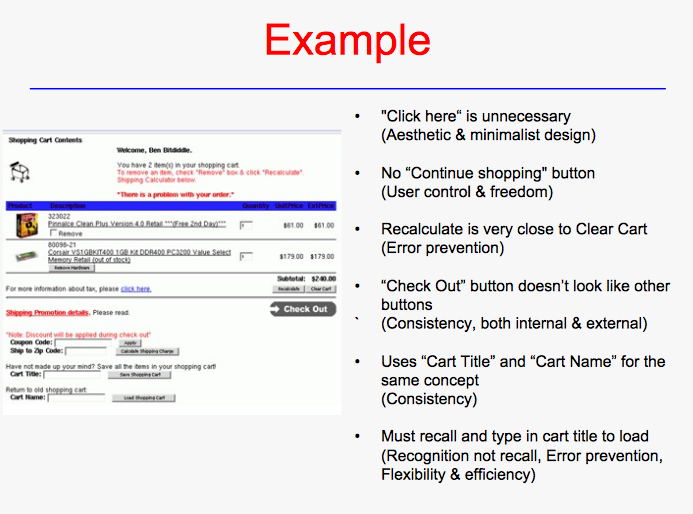 Example
Shopping Cart Contents
Welcome, Ben Bitdiddle.
You have 2 item(s) in your shopping cart.
To remove an item, check "Remove" box & click "Recalculate".
Shipping Calculator below.
*There is a problem with your order.*
Product Description Quantity UnitPrice ExtPrice
323022
Pinnalce Clean Plus Version 4.0 Retail ***(Free 2nd Day)*** $61.00 $61.00
Remove
80098-21
Corsair VS1GBKIT400 1GB Kit DDR400 PC3200 Value Select $179.00 $179.00
Memory Retail (out of stock)
Remove Hardware
Subtotal: $240.00
For more information about tax, please click here. Recalculate Clear Cart
Shipping Promotion details. Please read. Check Out
*Note: Discount will be applied during check out*
Coupon Code: Apply
Ship to Zip Code: Calculate Shipping Charge
Have not made up your mind? Save all the items in your shopping cart!
Cart Title: Save Shopping Cart
Return to old shopping cart
Cart Name: Load Shopping Cart
• "Click here“ is unnecessary
(Aesthetic & minimalist design)
• No “Continue shopping" button
(User control & freedom)
• Recalculate is very close to Clear Cart
(Error prevention)
• “Check Out” button doesn’t look like other
buttons
(Consistency, both internal & external)
• Uses “Cart Title” and “Cart Name” for the
same concept
(Consistency)
• Must recall and type in cart title to load
(Recognition not recall, Error prevention,
Flexibility & efficiency)